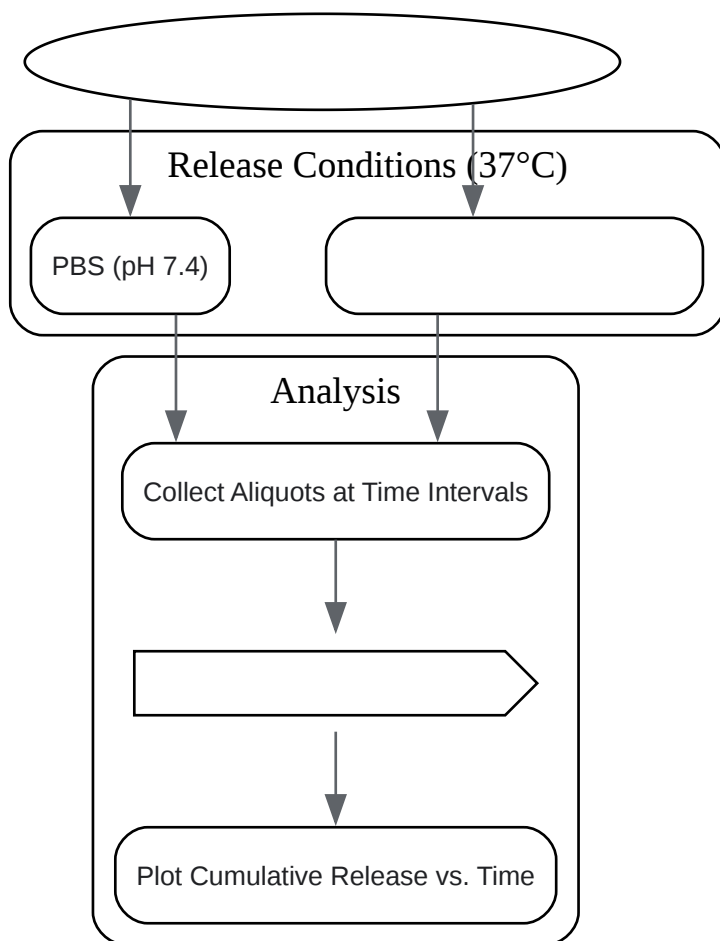 Release Conditions (37°C)
PBS (pH 7.4)
Analysis
Collect Aliquots at Time Intervals
Plot Cumulative Release vs. Time